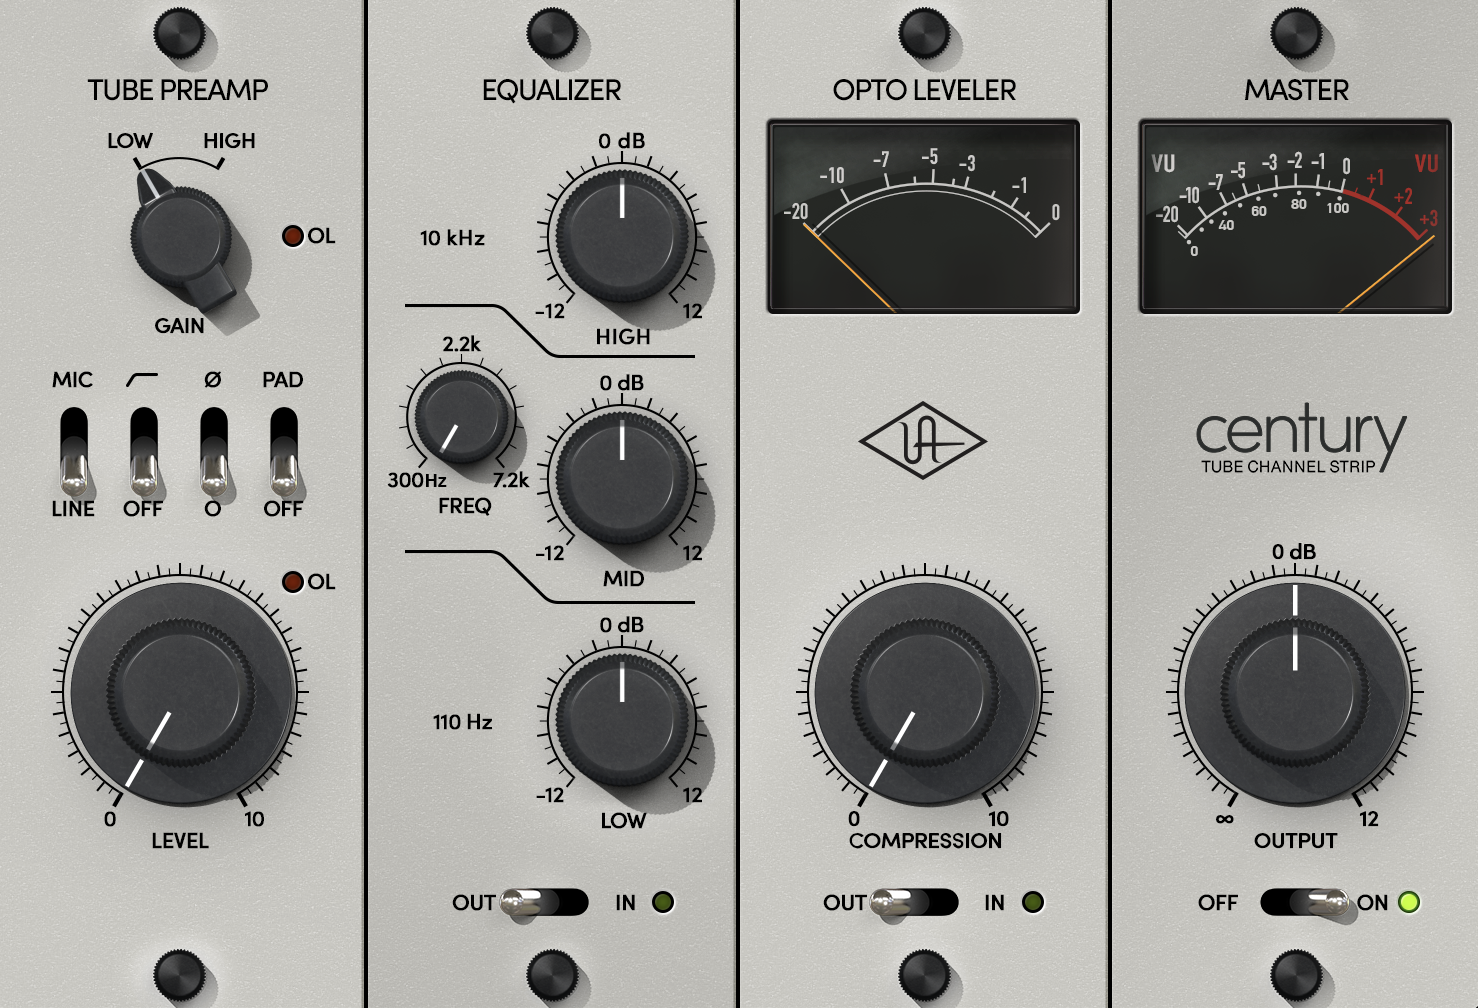 TUBE PREAMP
LOW HIGH
OL
GAIN
MIC Ø PAD
LINE OFF O OFF
OL
0 10
LEVEL
EQUALIZER
0 dB
10 kHz
-12 12
HIGH
2.2k
300Hz 7.2k
FREQ
0 dB
-12 12
MID
0 dB
110 Hz
-12 12
LOW
OUT IN
OPTO LEVELER
-20 -10 -7 -5 -3 -1 0
UA
0 10
COMPRESSION
OUT IN
MASTER
VU VU
-20 -10 -7 -5 -3 -2 -1 0 +1 +2 +3
0 40 60 80 100
century
TUBE CHANNEL STRIP
0 dB
∞ 12
OUTPUT
OFF ON